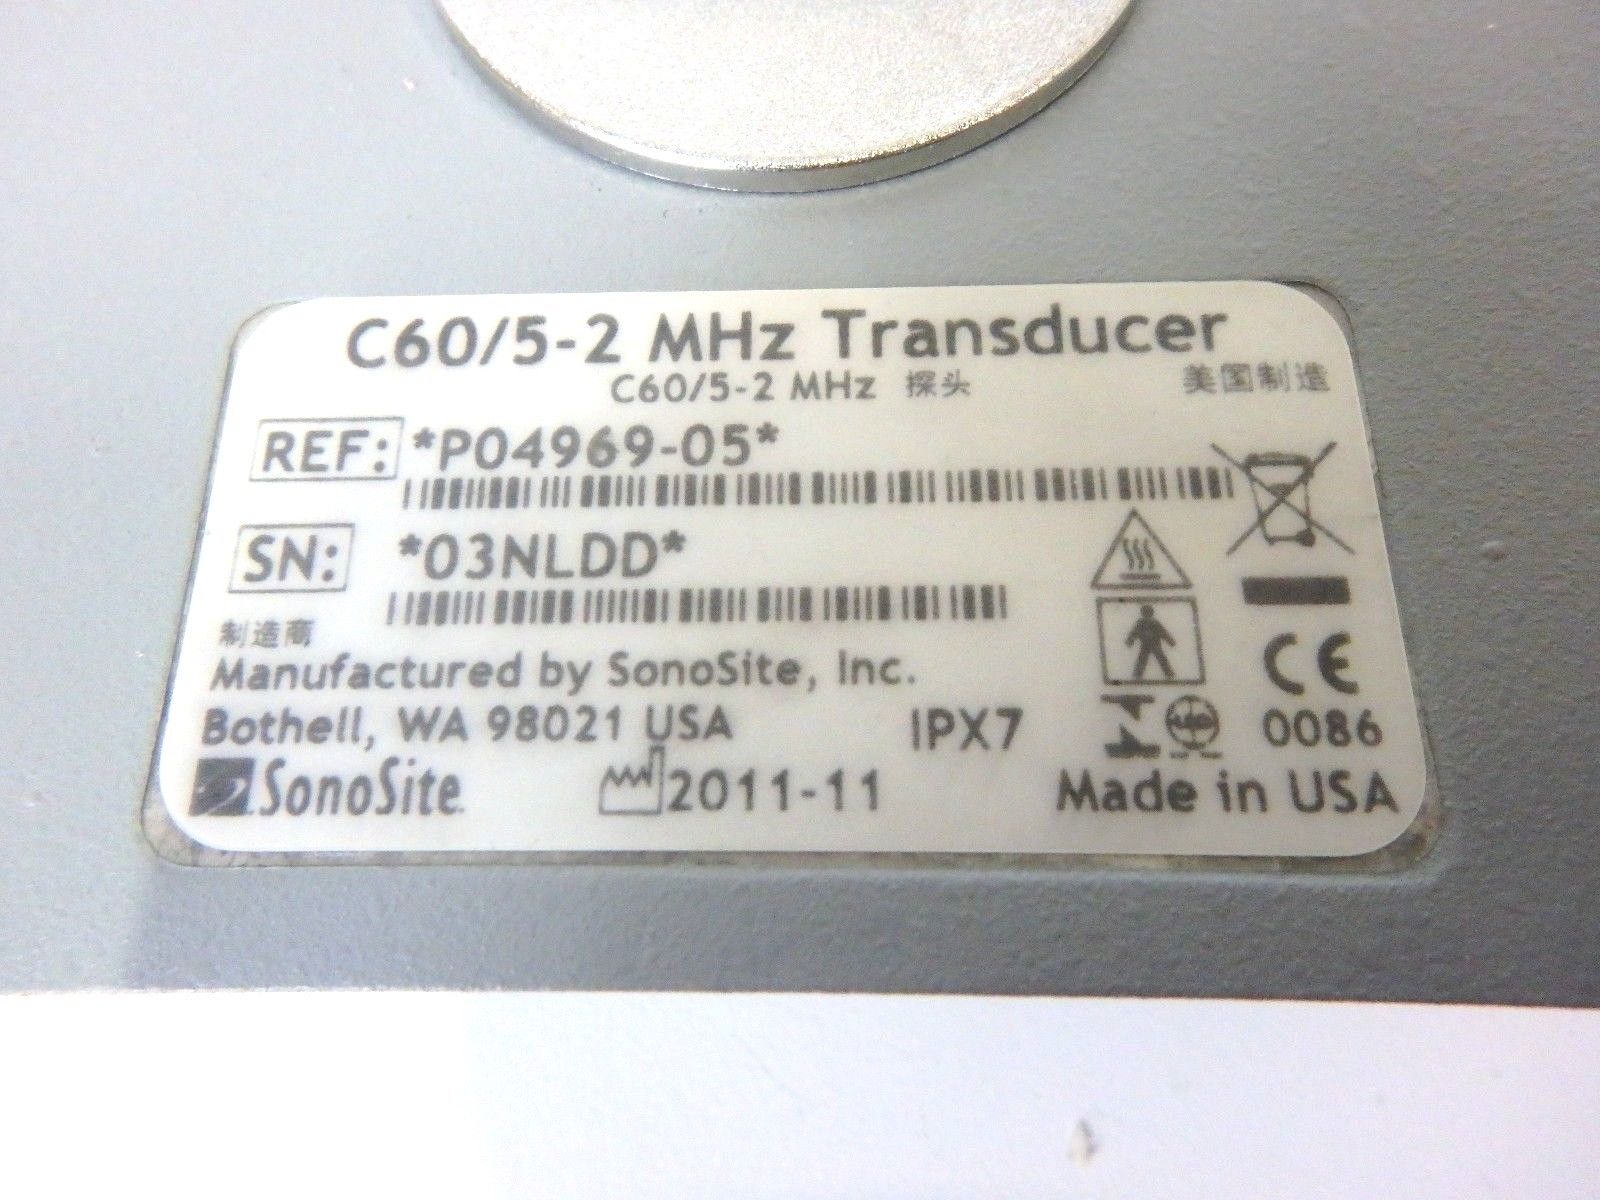 C60/5-2 MHz Transducer
C60/5-2 MHz 探头 美国制造
REF: *P04969-05*
SN: *03NLDD*
制造商
Manufactured by SonoSite, Inc.
Bothell, WA 98021 USA IPX7 0086
SonoSite 2011-11 Made in USA
CE